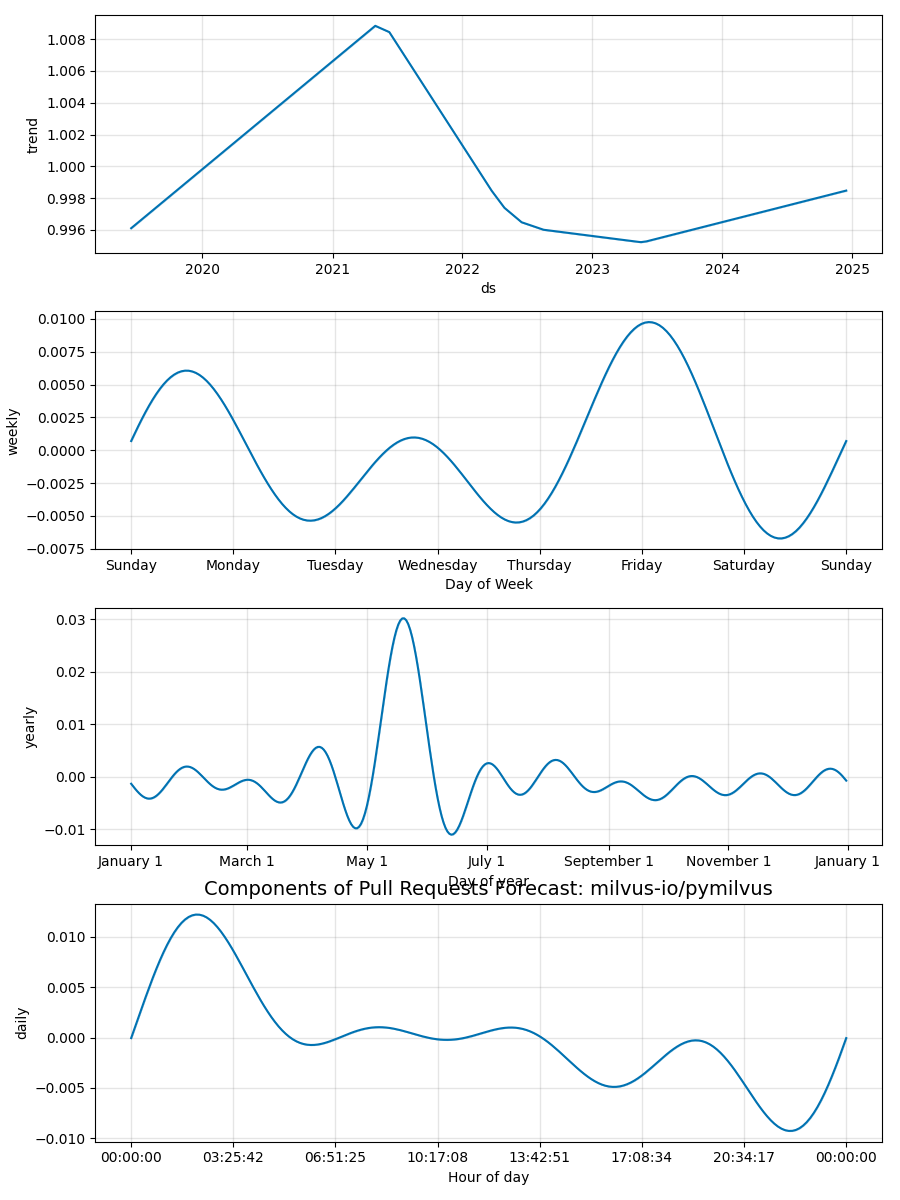 1.008
1.006
1.004
1.002
1.000
0.998
0.996
trend
2020 2021 2022 2023 2024 2025
ds
0.0100
0.0075
0.0050
0.0025
0.0000
−0.0025
−0.0050
−0.0075
weekly
Sunday Monday Tuesday Wednesday Thursday Friday Saturday Sunday
Day of Week
0.03
0.02
0.01
0.00
−0.01
yearly
January 1 March 1 May 1 July 1 September 1 November 1 January 1
Day of year
Components of Pull Requests Forecast: milvus-io/pymilvus
0.010
0.005
0.000
−0.005
−0.010
daily
00:00:00 03:25:42 06:51:25 10:17:08 13:42:51 17:08:34 20:34:17 00:00:00
Hour of day